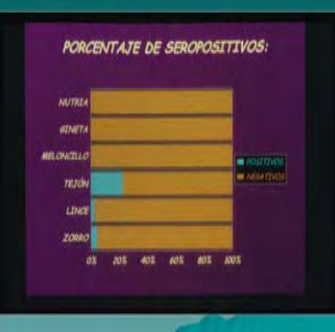 PORCENTAJE DE SEROPOSITIVOS:
NUTRIA
GINETA
MELONCILLO
TEJÓN
LINCE
ZORRO
POSITIVOS
NEGATIVOS
0% 20% 40% 60% 80% 100%